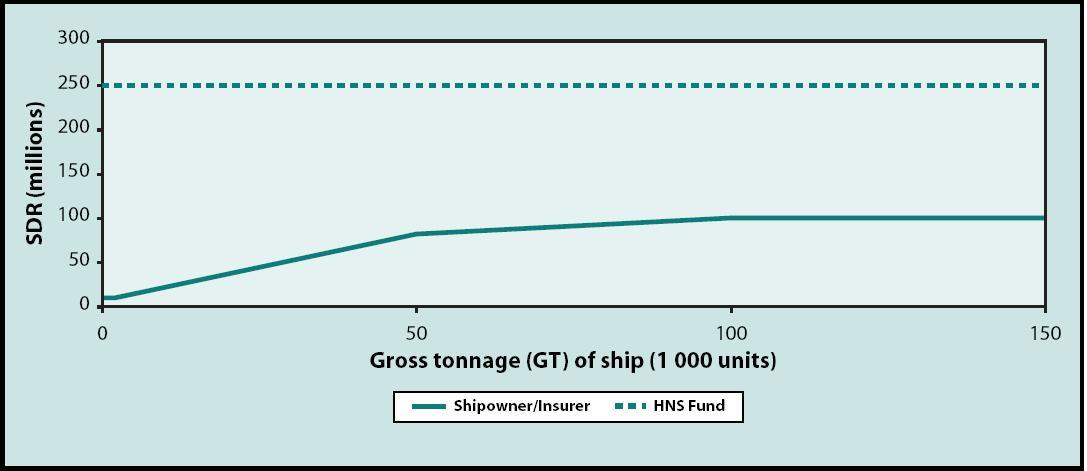 300
250
200
150
100
50
0
SDR (millions)
0 50 100 150
Gross tonnage (GT) of ship (1 000 units)
Shipowner/Insurer HNS Fund